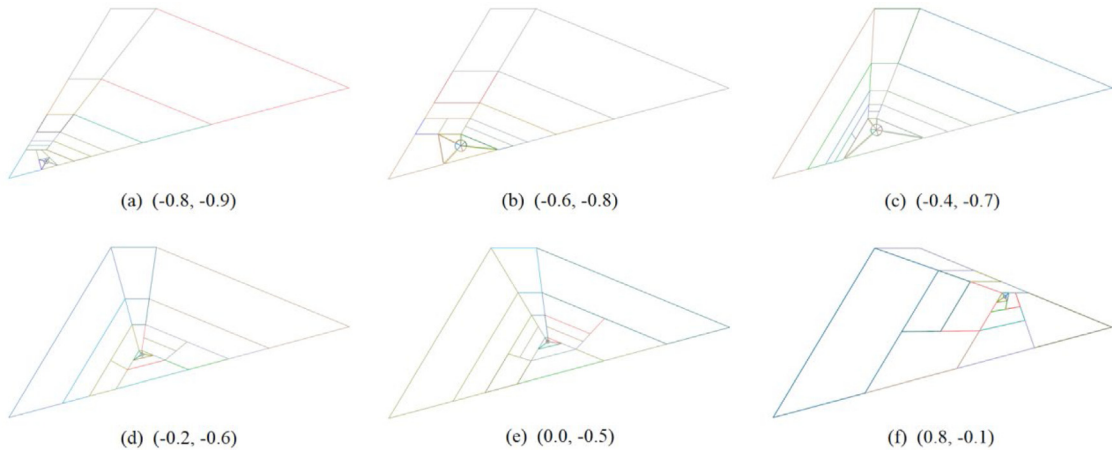 (a) (-0.8, -0.9)
(b) (-0.6, -0.8)
(c) (-0.4, -0.7)
(d) (-0.2, -0.6)
(e) (0.0, -0.5)
(f) (0.8, -0.1)